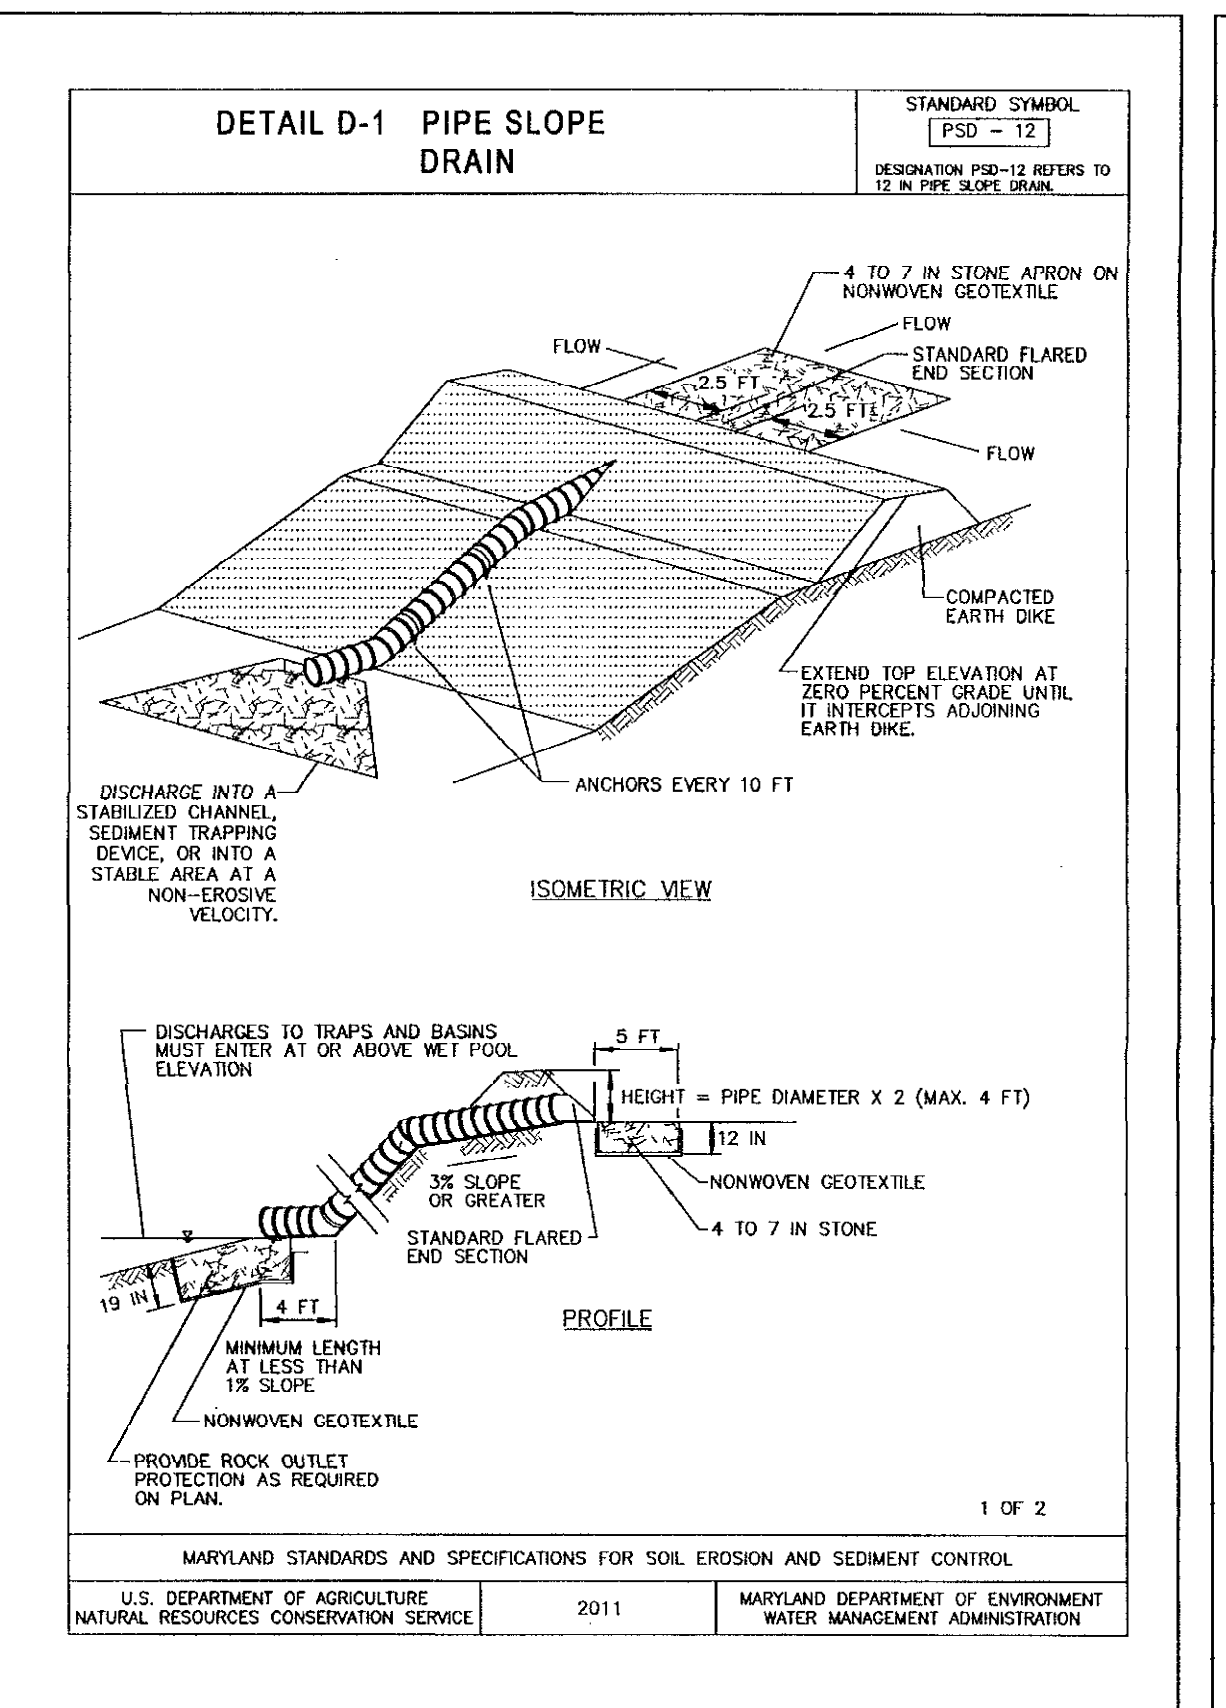 DETAIL D-1 PIPE SLOPE
DRAIN
STANDARD SYMBOL
PSD - 12
DESIGNATION PSD-12 REFERS TO
12 IN PIPE SLOPE DRAIN.
4 TO 7 IN STONE APRON ON
NONWOVEN GEOTEXTILE
FLOW
FLOW
STANDARD FLARED
END SECTION
2.5 FT
2.5 FT
FLOW
COMPACTED
EARTH DIKE
EXTEND TOP ELEVATION AT
ZERO PERCENT GRADE UNTIL
IT INTERCEPTS ADJOINING
EARTH DIKE.
ANCHORS EVERY 10 FT
DISCHARGE INTO A
STABILIZED CHANNEL,
SEDIMENT TRAPPING
DEVICE, OR INTO A
STABLE AREA AT A
NON-EROSIVE
VELOCITY.
ISOMETRIC VIEW
DISCHARGES TO TRAPS AND BASINS
MUST ENTER AT OR ABOVE WET POOL
ELEVATION
5 FT
HEIGHT = PIPE DIAMETER X 2 (MAX. 4 FT)
12 IN
NONWOVEN GEOTEXTILE
3% SLOPE
OR GREATER
4 TO 7 IN STONE
STANDARD FLARED
END SECTION
19 IN
4 FT
PROFILE
MINIMUM LENGTH
AT LESS THAN
1% SLOPE
NONWOVEN GEOTEXTILE
PROVIDE ROCK OUTLET
PROTECTION AS REQUIRED
ON PLAN.
1 OF 2
MARYLAND STANDARDS AND SPECIFICATIONS FOR SOIL EROSION AND SEDIMENT CONTROL
U.S. DEPARTMENT OF AGRICULTURE
NATURAL RESOURCES CONSERVATION SERVICE
2011
MARYLAND DEPARTMENT OF ENVIRONMENT
WATER MANAGEMENT ADMINISTRATION